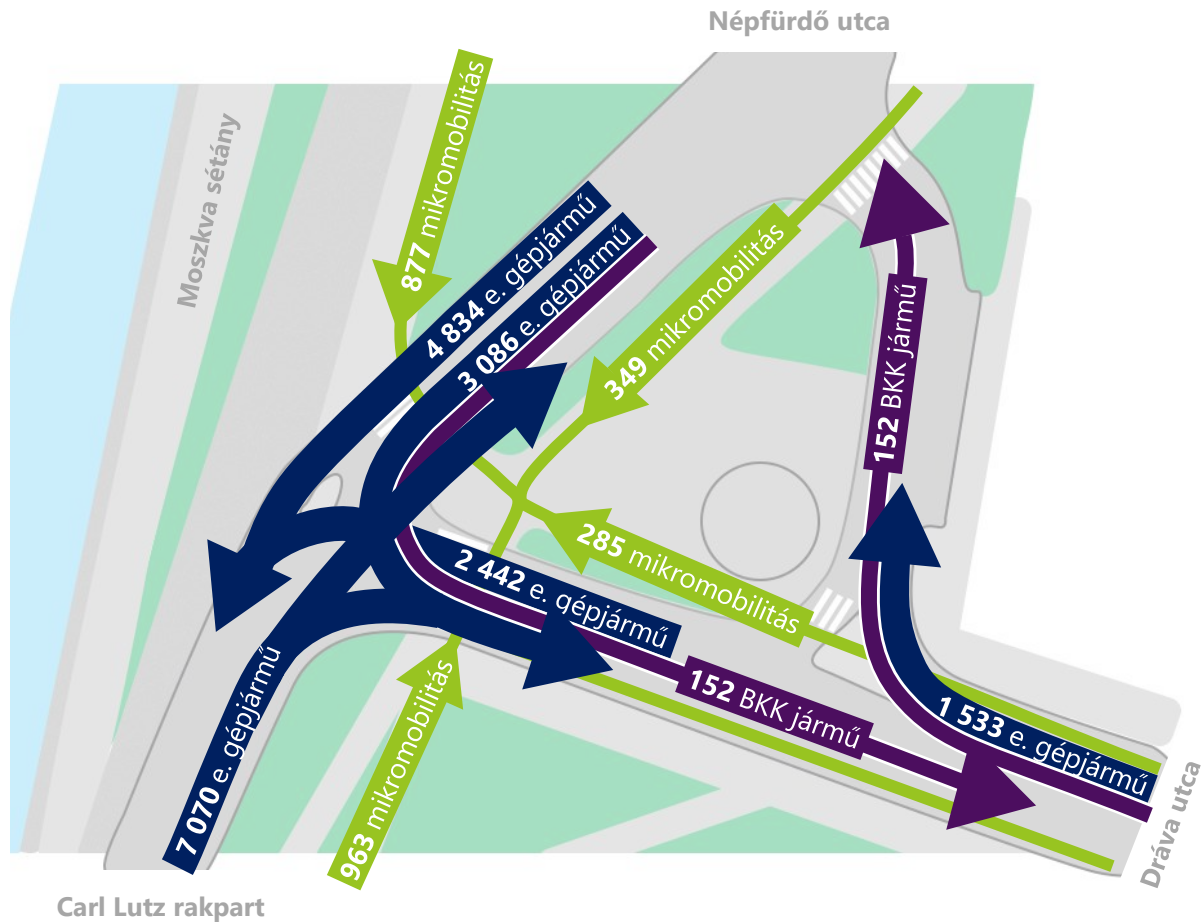 Népfürdő utca
877 mikromobilitás
Moszkva sétány
4 834 e. gépjármű
3 086 e. gépjármű
349 mikromobilitás
152 BKK jármű
285 mikromobilitás
2 442 e. gépjármű
152 BKK jármű
1 533 e. gépjármű
7 070 e. gépjármű
963 mikromobilitás
Dráva utca
Carl Lutz rakpart